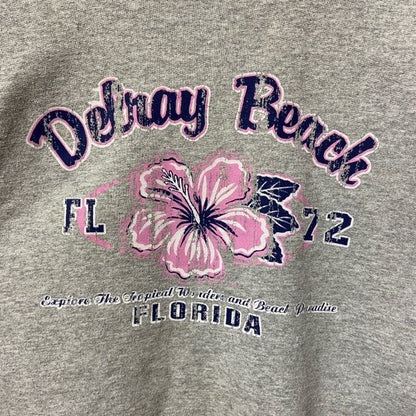 Delray Beach
FL 72
Explore The Tropical Wonders and Beach Paradise
FLORIDA